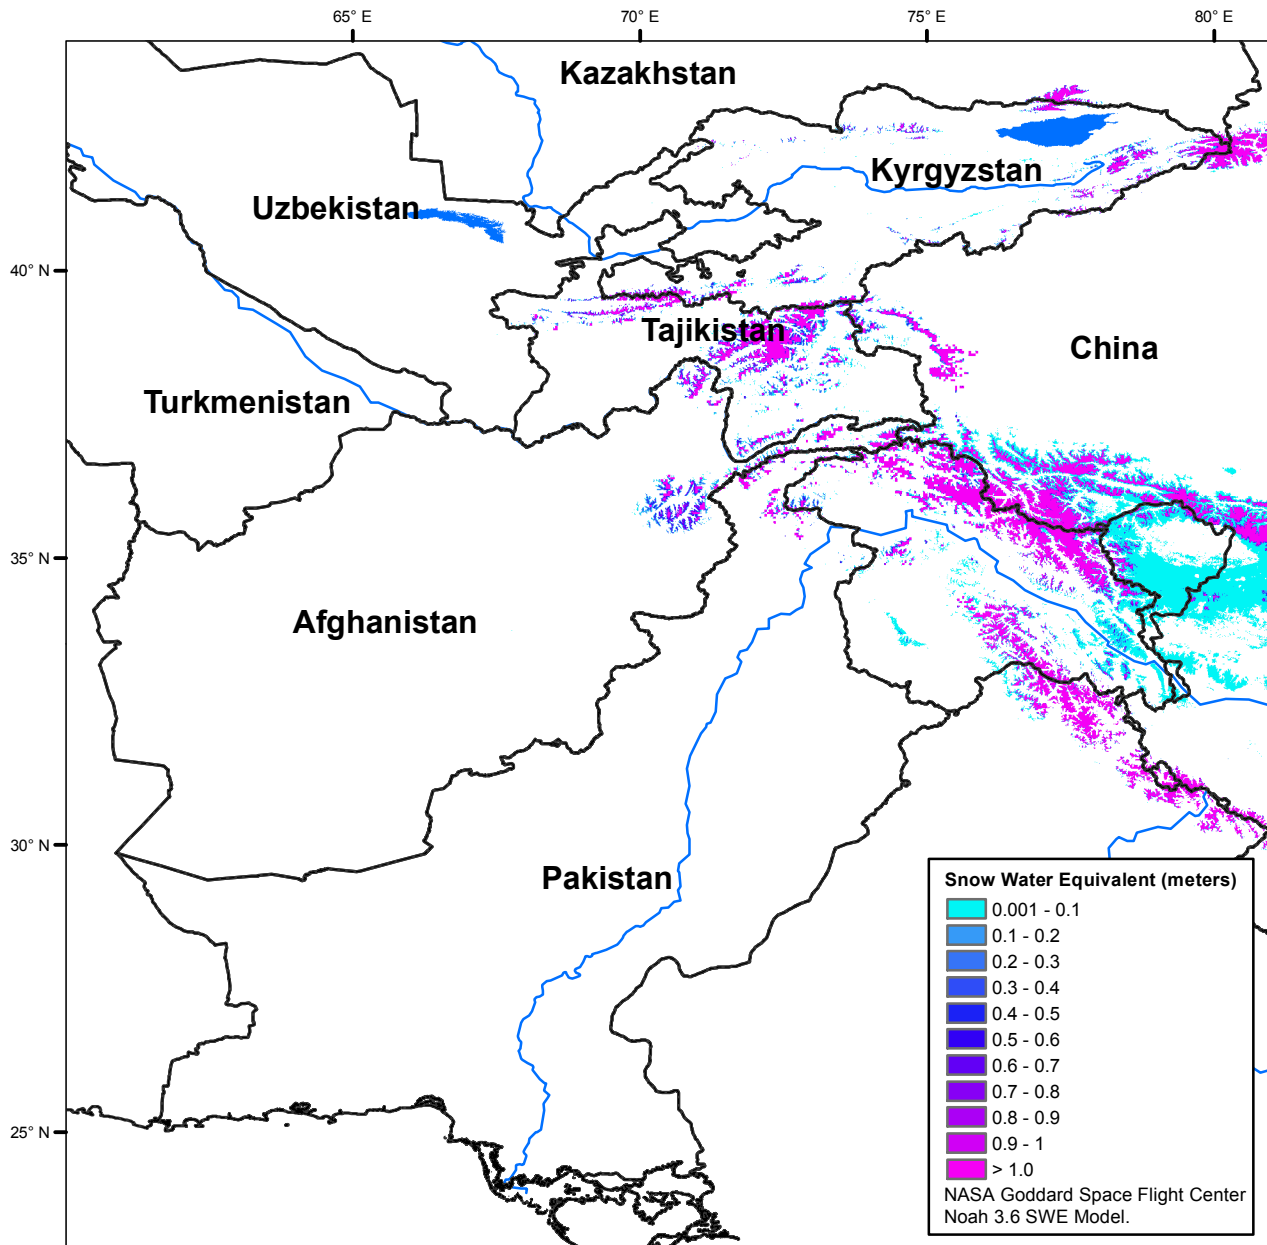 65° E
70° E
75° E
80° E
Kazakhstan
Kyrgyzstan
Uzbekistan
40° N
Tajikistan
China
Turkmenistan
35° N
Afghanistan
30° N
Pakistan
25° N
Snow Water Equivalent (meters)
0.001 - 0.1
0.1 - 0.2
0.2 - 0.3
0.3 - 0.4
0.4 - 0.5
0.5 - 0.6
0.6 - 0.7
0.7 - 0.8
0.8 - 0.9
0.9 - 1
> 1.0
NASA Goddard Space Flight Center
Noah 3.6 SWE Model.